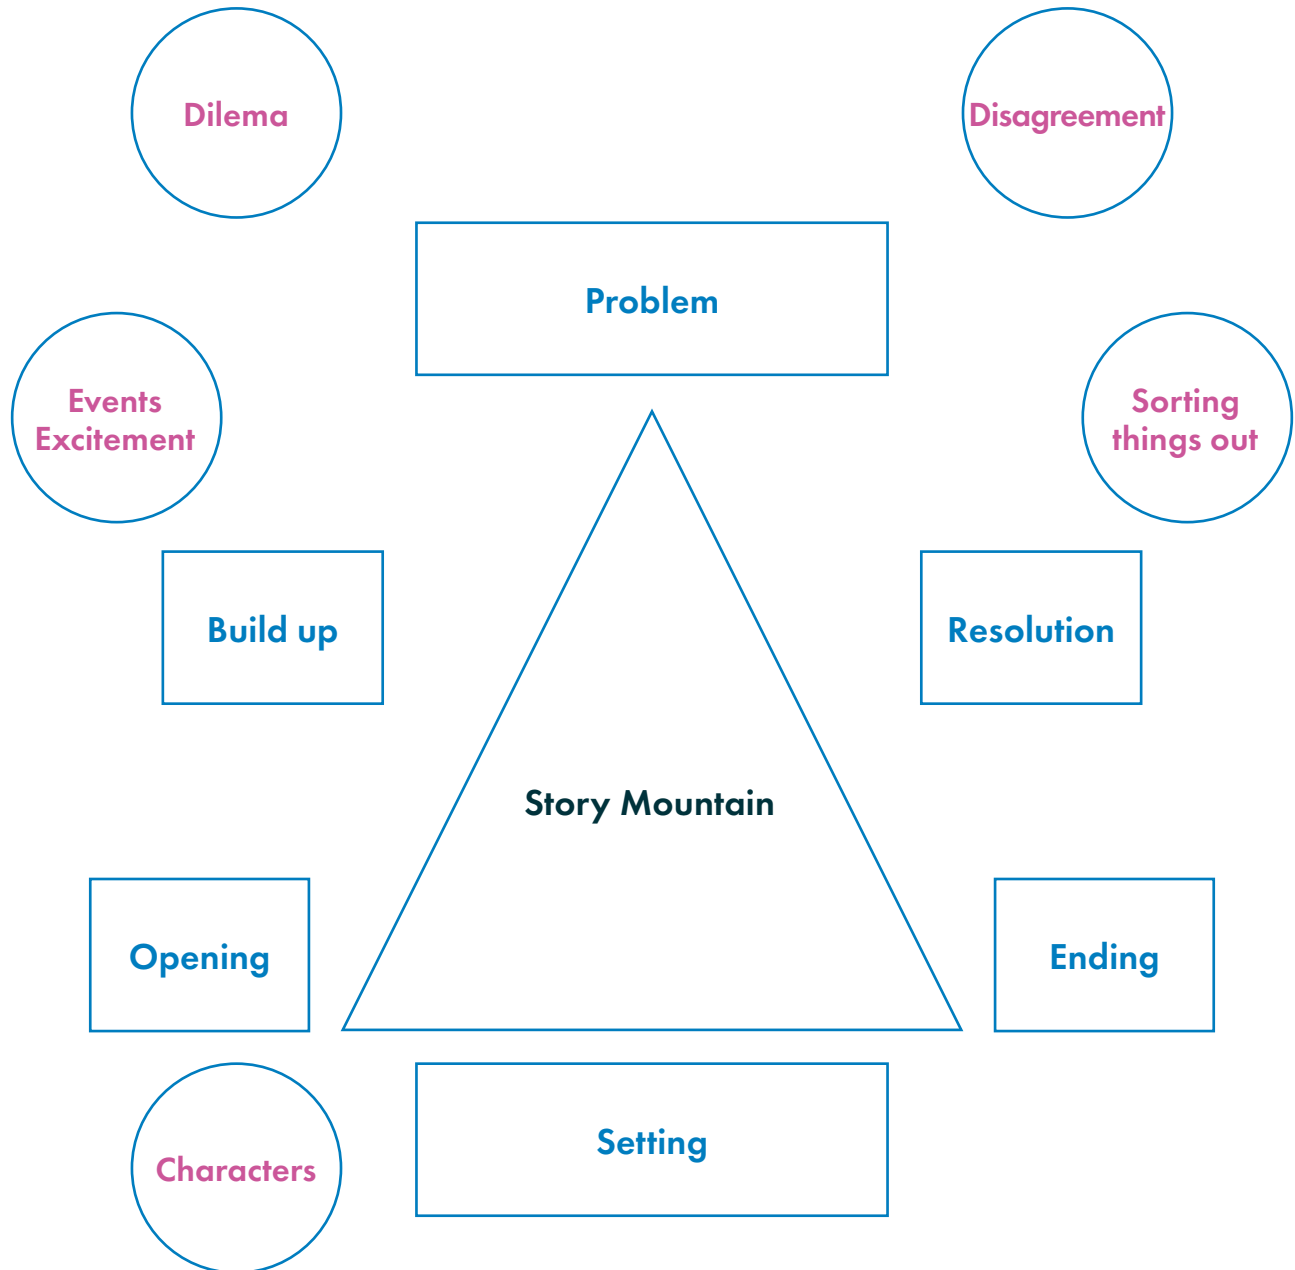 Dilema
Disagreement
Problem
Events
Excitement
Sorting
things out
Build up
Resolution
Story Mountain
Opening
Ending
Setting
Characters